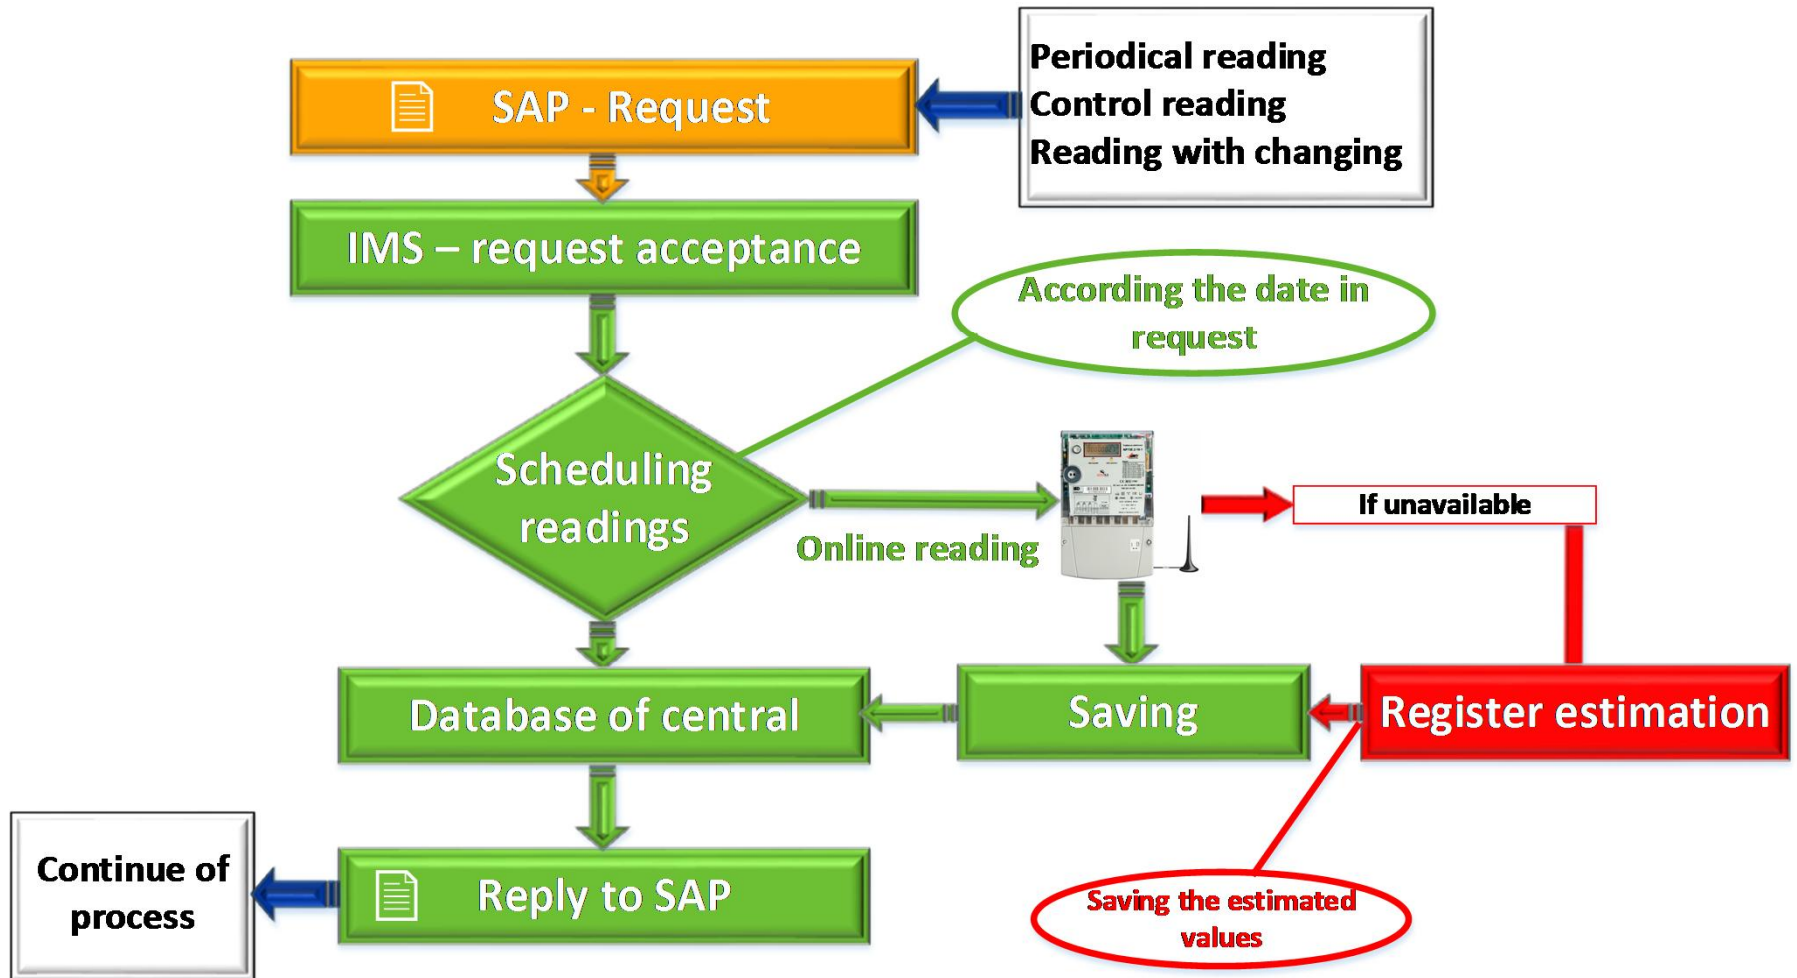 Periodical reading
Control reading
Reading with changing
SAP - Request
IMS – request acceptance
According the date in
request
Scheduling
readings
Online reading
If unavailable
Database of central
Saving
Register estimation
Continue of
process
Reply to SAP
Saving the estimated
values